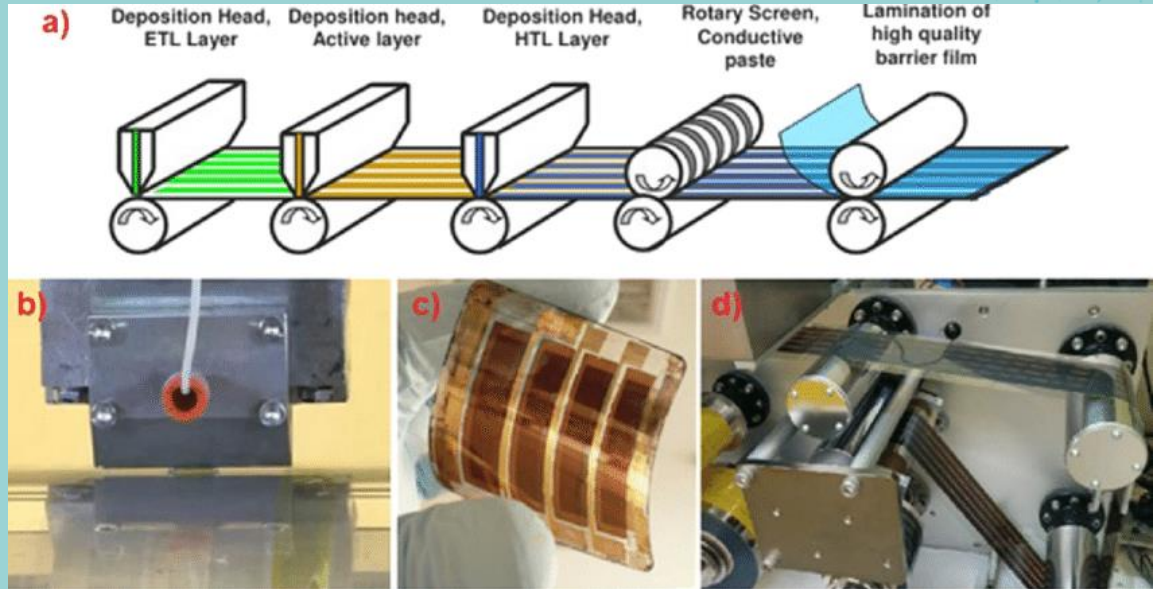 a)
Deposition Head,
ETL Layer
Deposition head,
Active layer
Deposition Head,
HTL Layer
Rotary Screen,
Conductive
paste
Lamination of
high quality
barrier film
b)
c)
d)